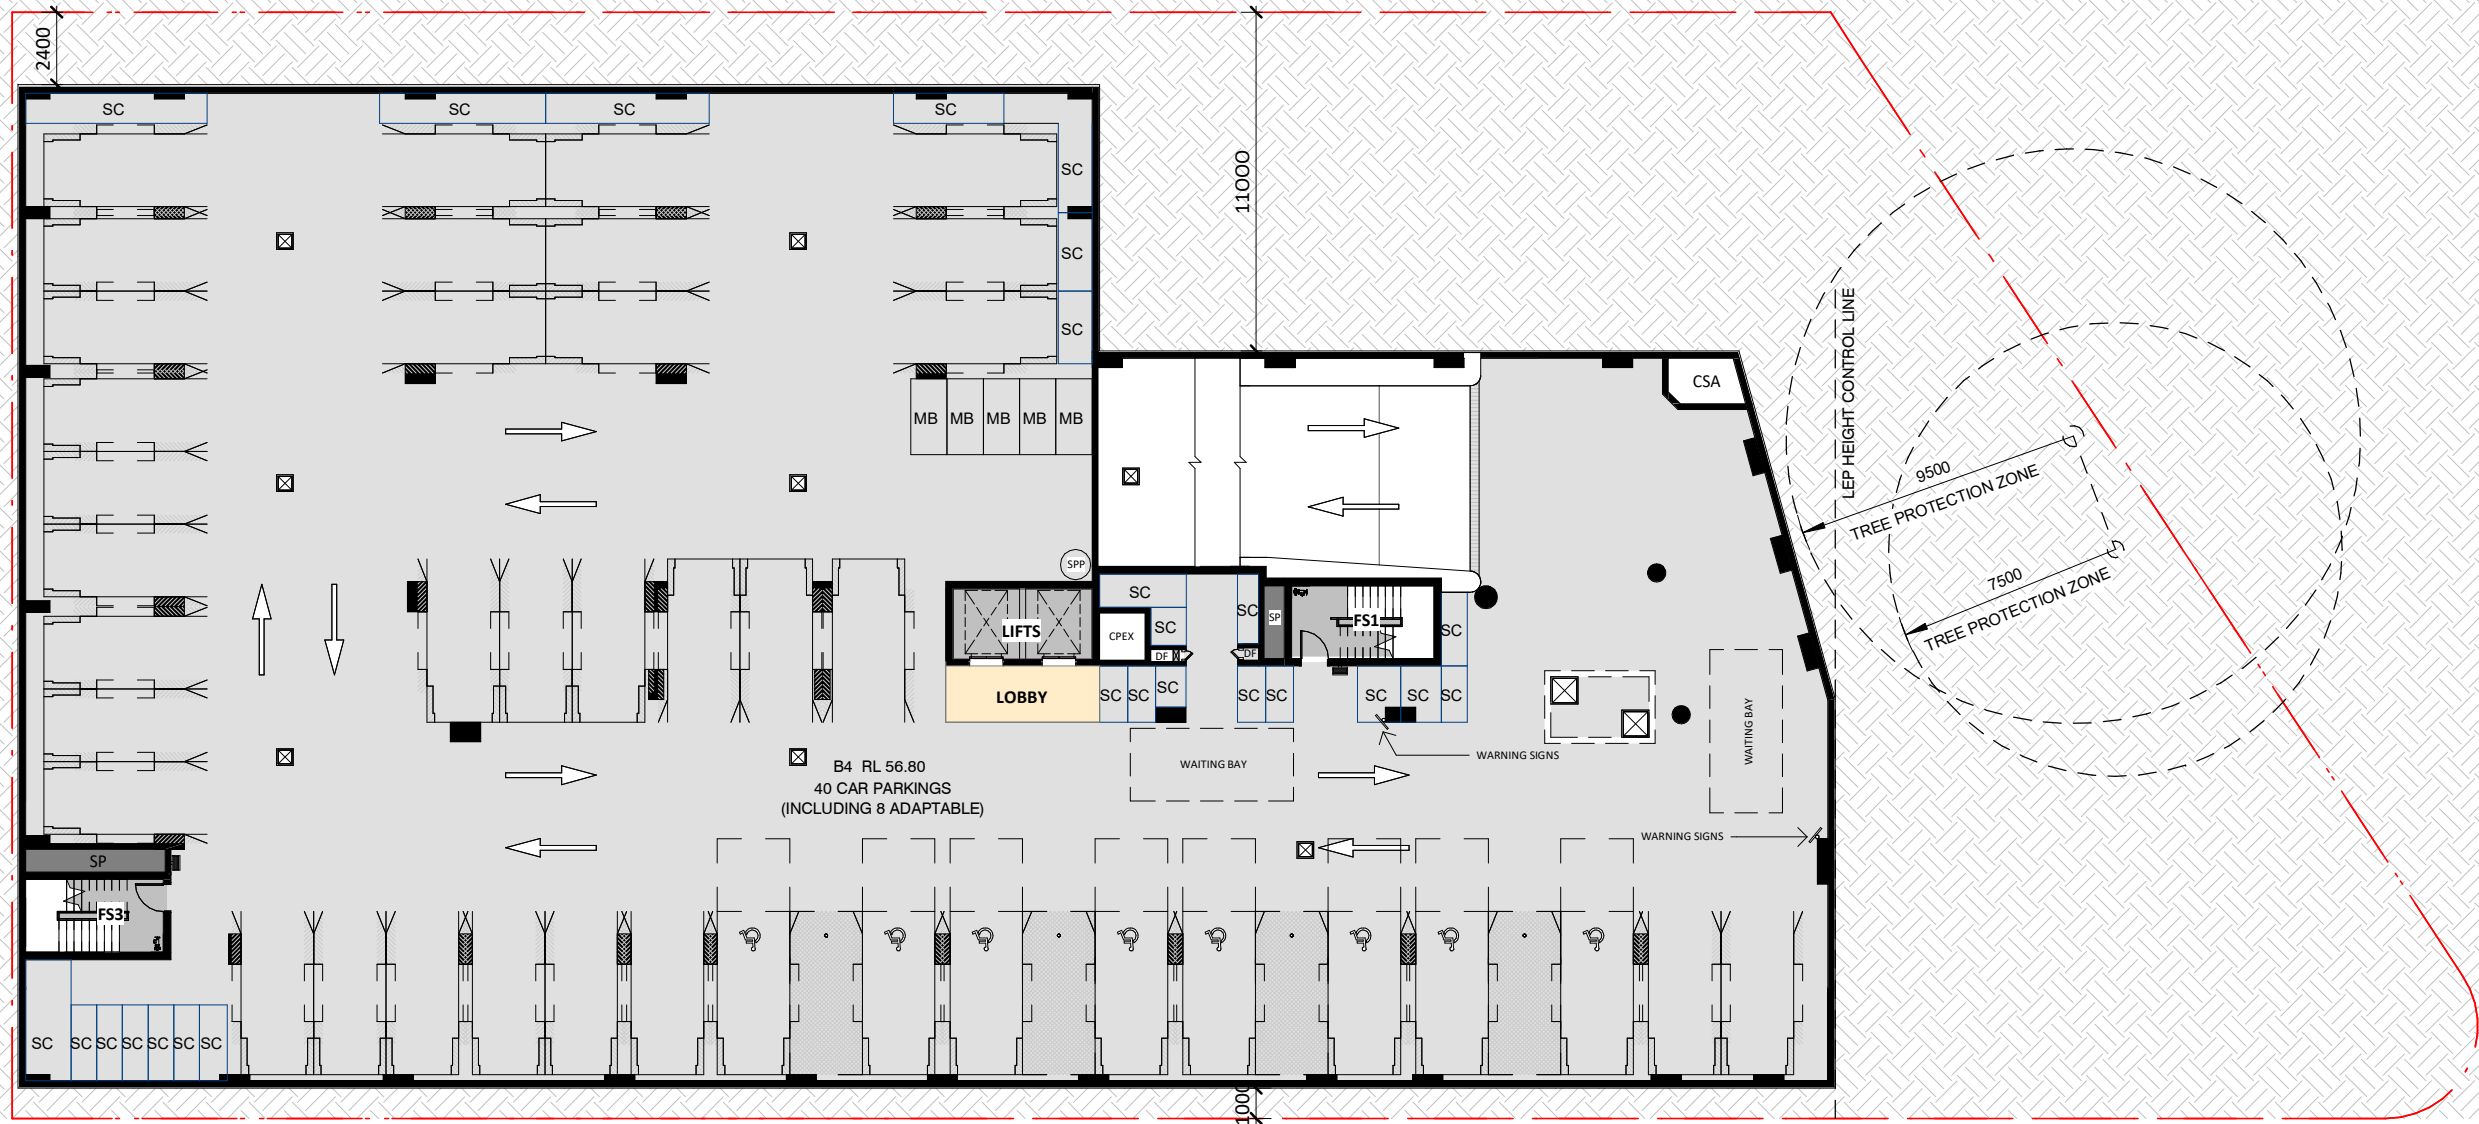 2400
11000
SC
SC
SC
SC
SC
SC
SC
MB
MB
MB
MB
MB
CSA
LEP HEIGHT CONTROL LINE
9500
TREE PROTECTION ZONE
7500
TREE PROTECTION ZONE
SPP
LIFTS
LOBBY
CPEX
SC
SC
DF
SC
SC
SC
SC
DF
SC
SC
SP
FS1
SC
SC
SC
SC
WAITING BAY
WARNING SIGNS
WAITING BAY
WARNING SIGNS
B4 RL 56.80
40 CAR PARKINGS
(INCLUDING 8 ADAPTABLE)
SP
FS3
SC
SC
SC
SC
SC
SC
SC
1000